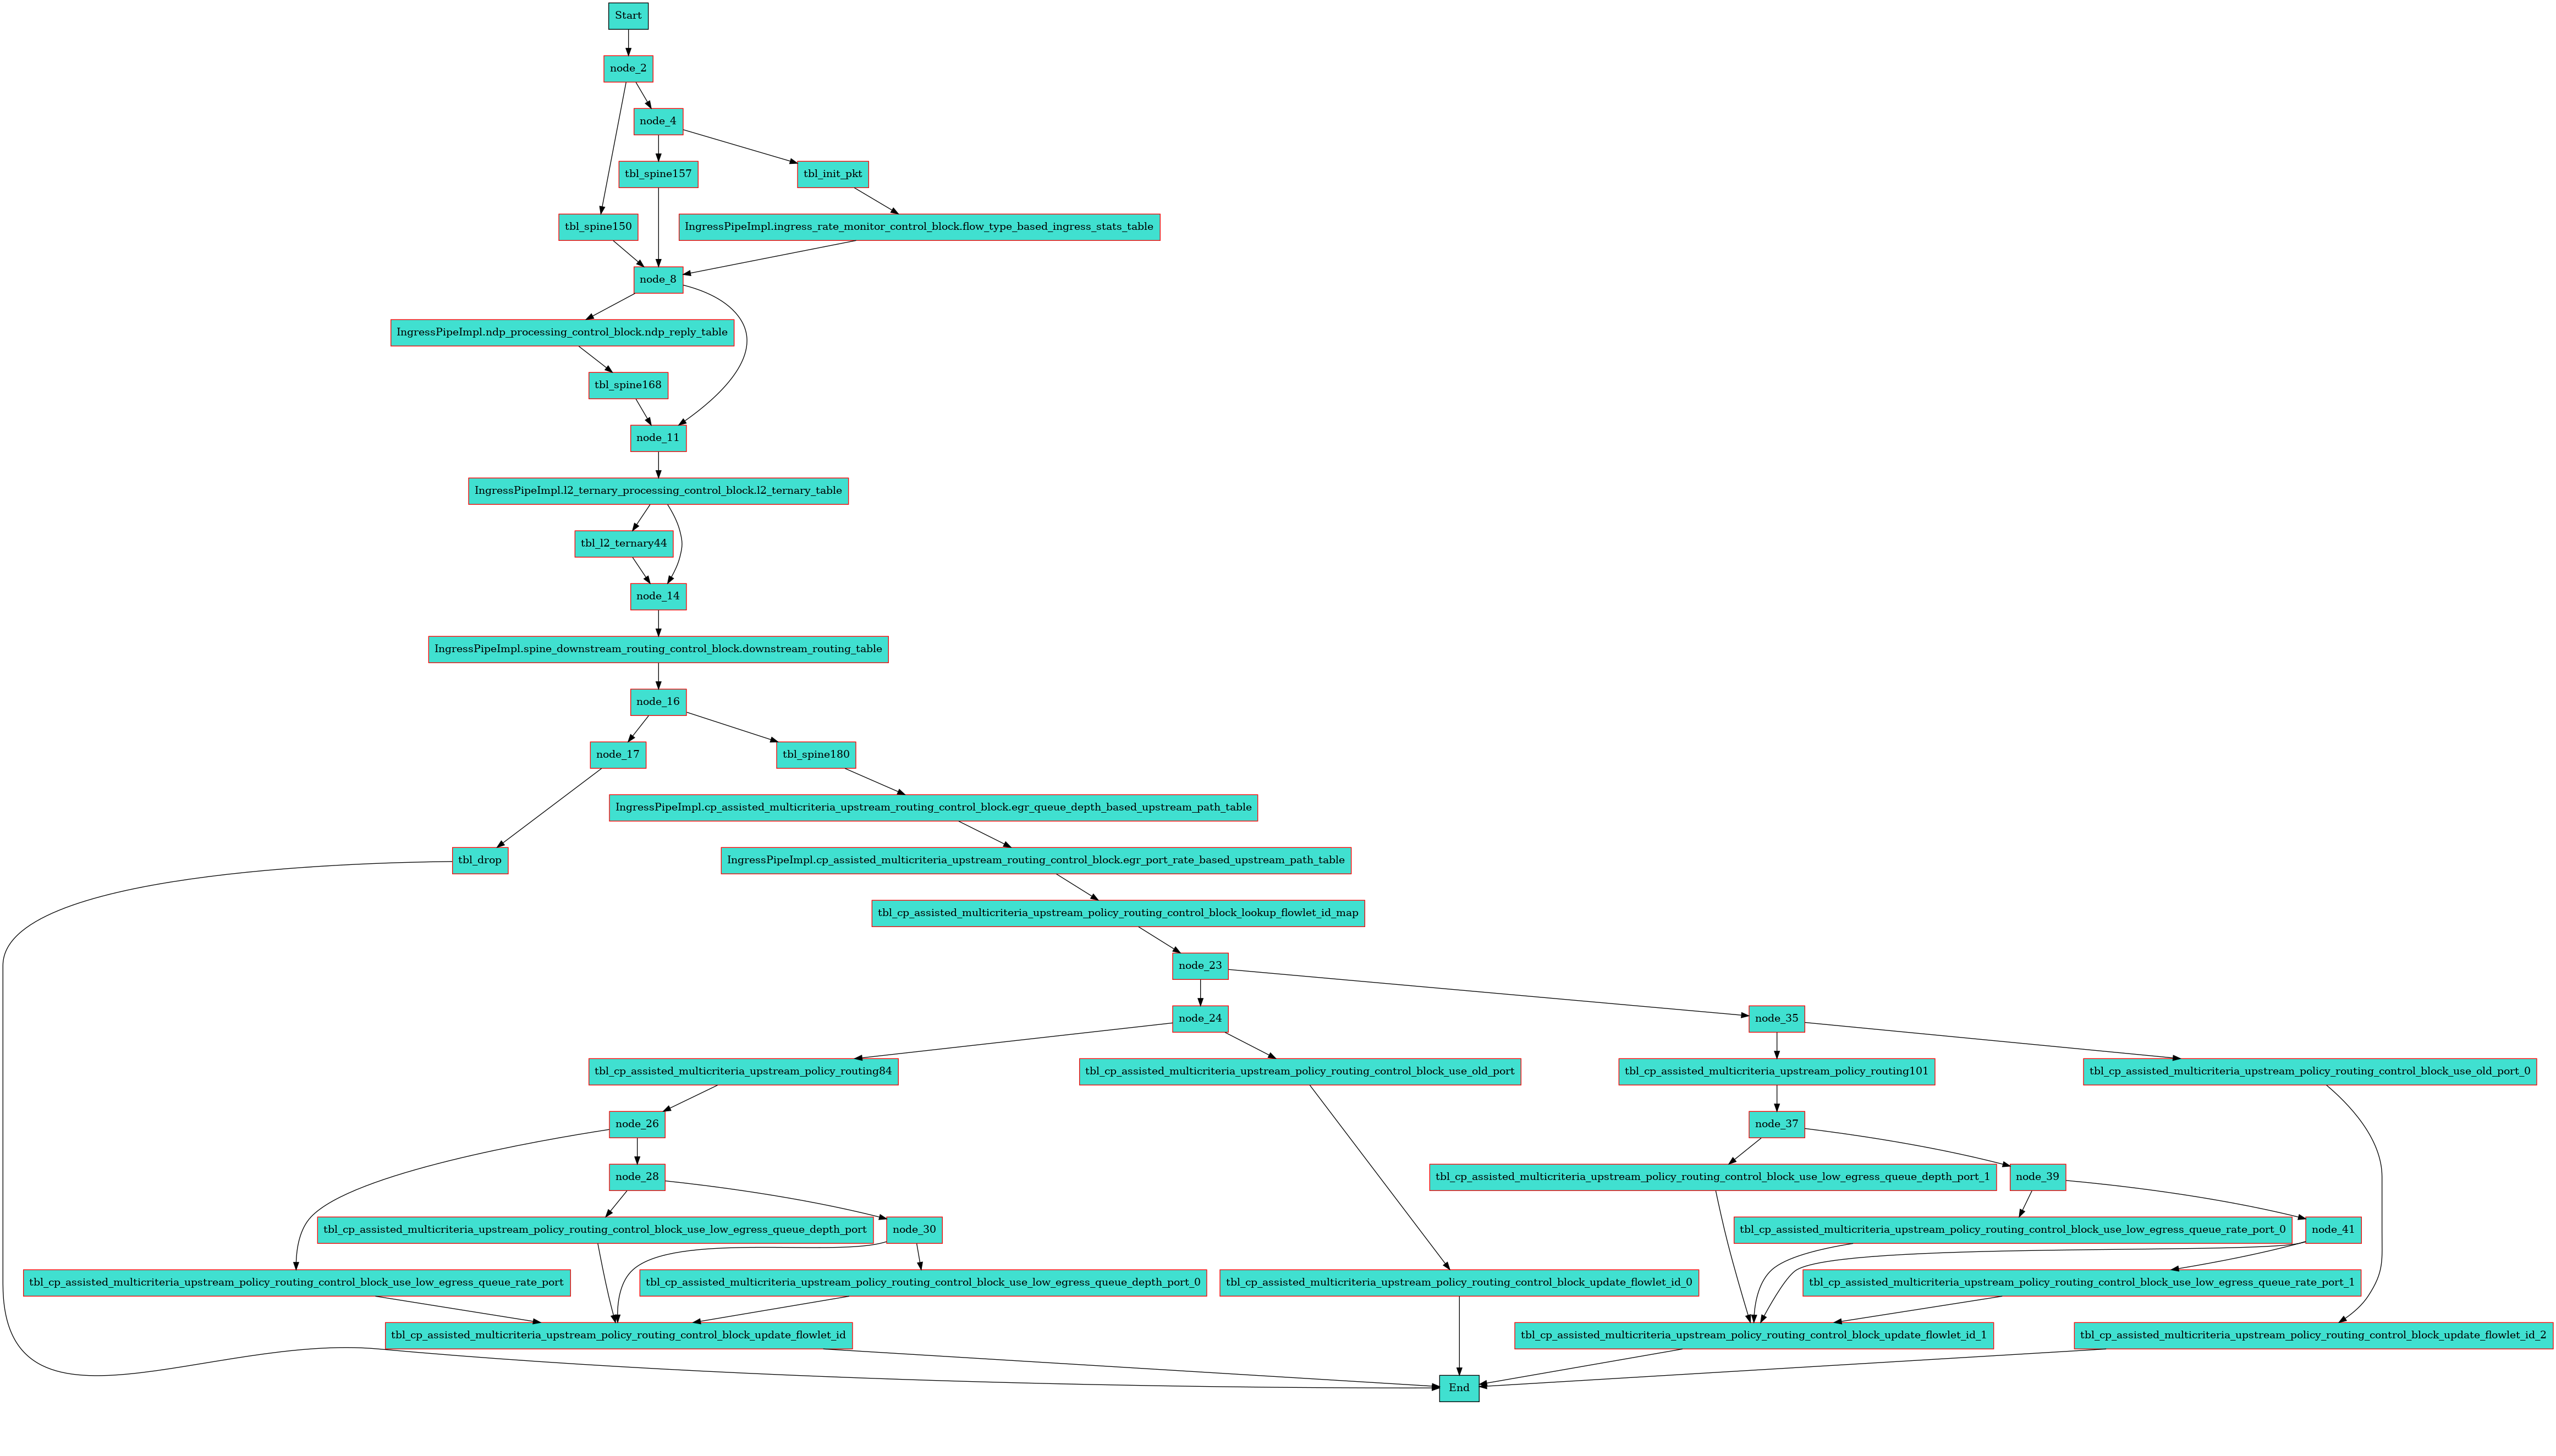 Start
node_2
node_4
tbl_spine157
tbl_init_pkt
tbl_spine150
IngressPipeImpl.ingress_rate_monitor_control_block.flow_type_based_ingress_stats_table
node_8
IngressPipeImpl.ndp_processing_control_block.ndp_reply_table
tbl_spine168
node_11
IngressPipeImpl.l2_ternary_processing_control_block.l2_ternary_table
tbl_l2_ternary44
node_14
IngressPipeImpl.spine_downstream_routing_control_block.downstream_routing_table
node_16
node_17
tbl_spine180
IngressPipeImpl.cp_assisted_multicriteria_upstream_routing_control_block.egr_queue_depth_based_upstream_path_table
tbl_drop
IngressPipeImpl.cp_assisted_multicriteria_upstream_routing_control_block.egr_port_rate_based_upstream_path_table
tbl_cp_assisted_multicriteria_upstream_policy_routing_control_block_lookup_flowlet_id_map
node_23
node_24
node_35
tbl_cp_assisted_multicriteria_upstream_policy_routing84
tbl_cp_assisted_multicriteria_upstream_policy_routing_control_block_use_old_port
tbl_cp_assisted_multicriteria_upstream_policy_routing101
tbl_cp_assisted_multicriteria_upstream_policy_routing_control_block_use_old_port_0
node_26
node_37
node_28
tbl_cp_assisted_multicriteria_upstream_policy_routing_control_block_use_low_egress_queue_depth_port_1
node_39
tbl_cp_assisted_multicriteria_upstream_policy_routing_control_block_use_low_egress_queue_depth_port
node_30
tbl_cp_assisted_multicriteria_upstream_policy_routing_control_block_use_low_egress_queue_rate_port_0
node_41
tbl_cp_assisted_multicriteria_upstream_policy_routing_control_block_use_low_egress_queue_rate_port
tbl_cp_assisted_multicriteria_upstream_policy_routing_control_block_use_low_egress_queue_depth_port_0
tbl_cp_assisted_multicriteria_upstream_policy_routing_control_block_update_flowlet_id_0
tbl_cp_assisted_multicriteria_upstream_policy_routing_control_block_use_low_egress_queue_rate_port_1
tbl_cp_assisted_multicriteria_upstream_policy_routing_control_block_update_flowlet_id
tbl_cp_assisted_multicriteria_upstream_policy_routing_control_block_update_flowlet_id_1
tbl_cp_assisted_multicriteria_upstream_policy_routing_control_block_update_flowlet_id_2
End